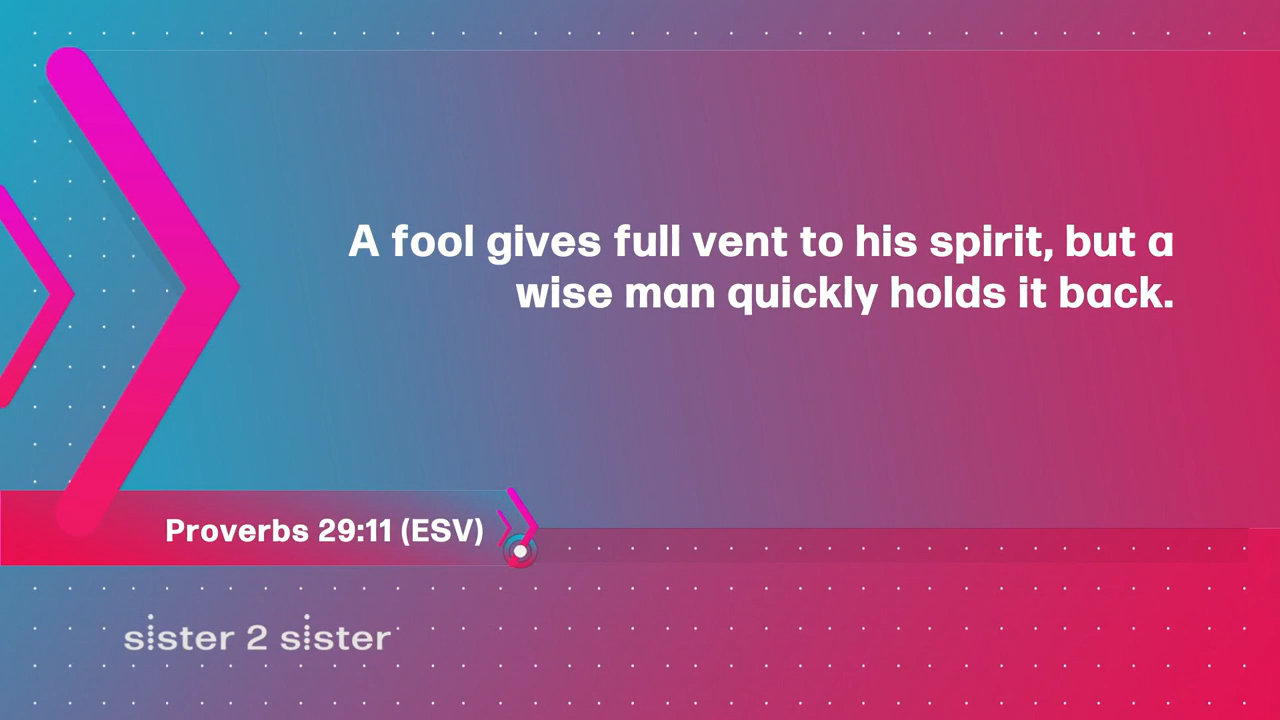 A fool gives full vent to his spirit, but a
wise man quickly holds it back.
Proverbs 29:11 (ESV)
sister 2 sister